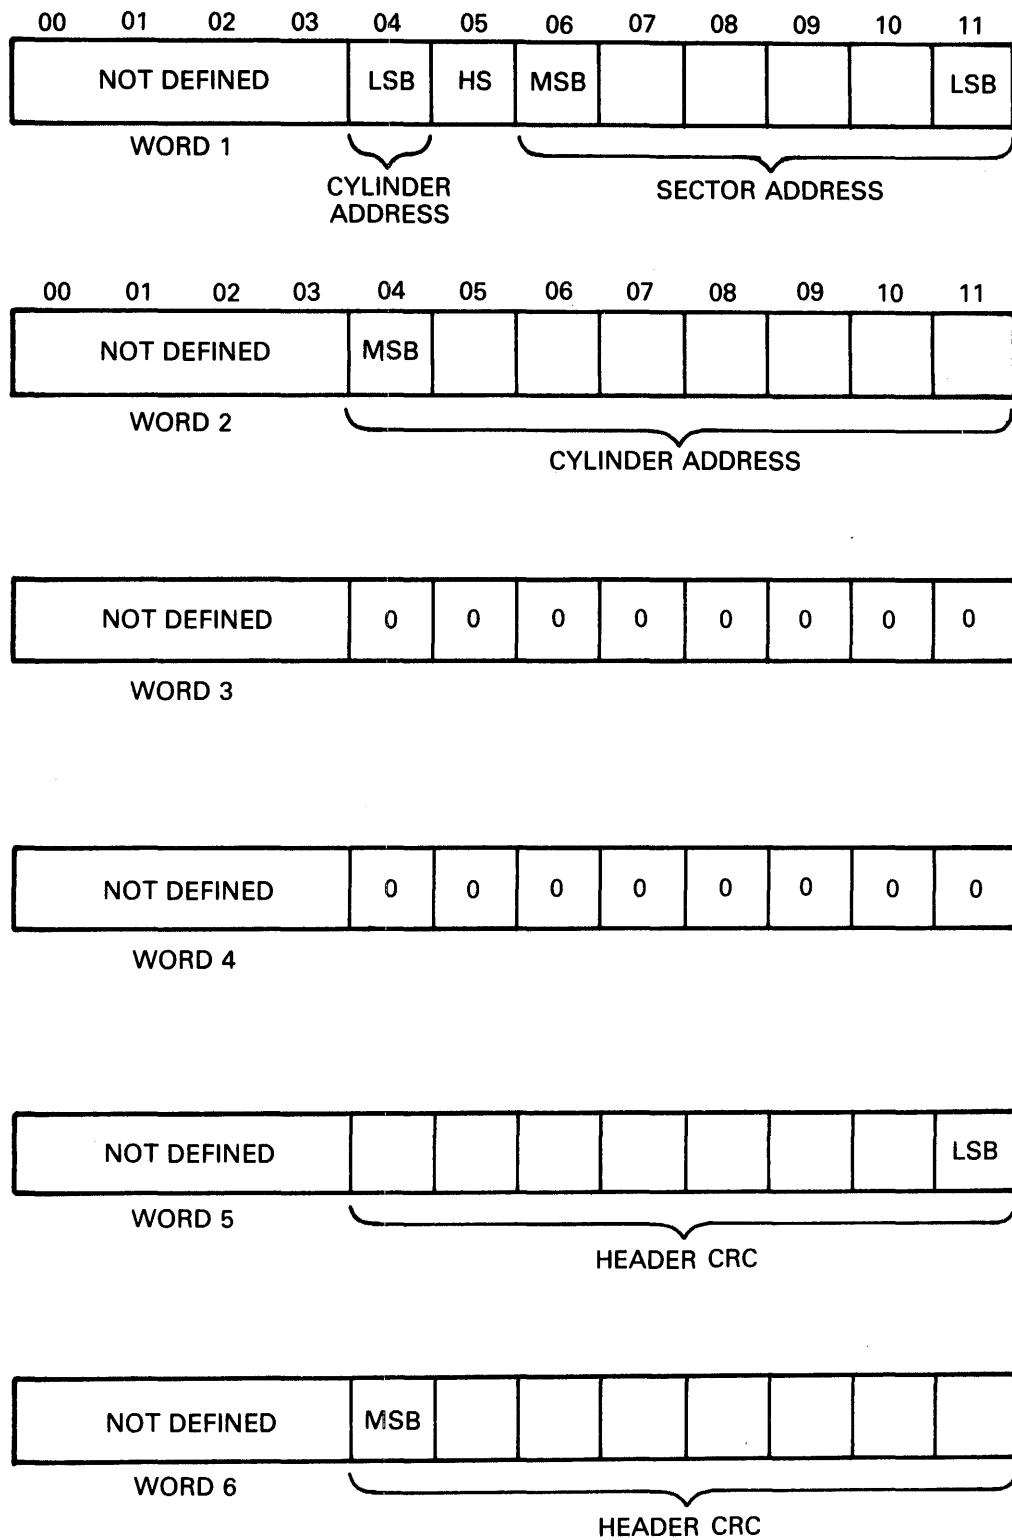 00 01 02 03 04 05 06 07 08 09 10 11
NOT DEFINED LSB HS MSB LSB
WORD 1
CYLINDER
ADDRESS
SECTOR ADDRESS
00 01 02 03 04 05 06 07 08 09 10 11
NOT DEFINED MSB
WORD 2
CYLINDER ADDRESS
NOT DEFINED 0 0 0 0 0 0 0 0
WORD 3
NOT DEFINED 0 0 0 0 0 0 0 0
WORD 4
NOT DEFINED LSB
WORD 5
HEADER CRC
NOT DEFINED MSB
WORD 6
HEADER CRC